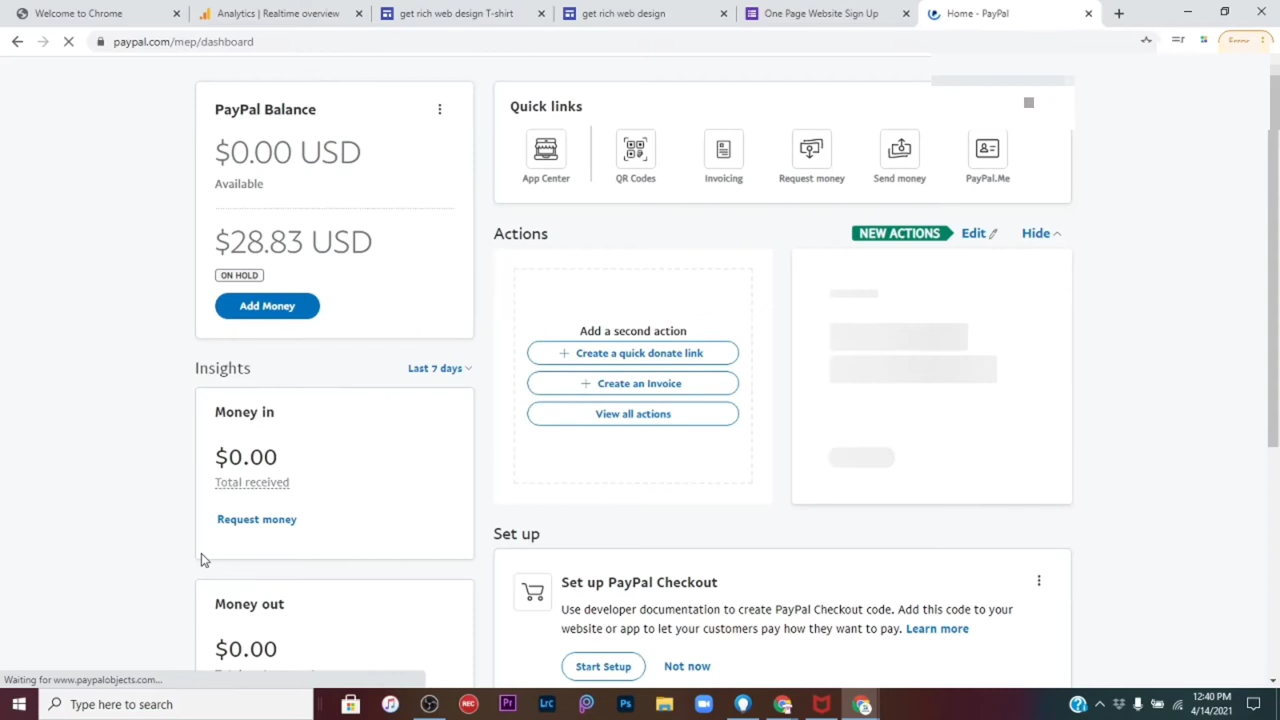 Welcome to Chrome
Analytics | Realtime overview
get rich web design T-shirt
get rich web design
One Page Website Sign Up
Home - PayPal
paypal.com/mep/dashboard
Error
PayPal Balance
$0.00 USD
Available
$28.83 USD
ON HOLD
Add Money
Quick links
App Center
QR Codes
Invoicing
Request money
Send money
PayPal.Me
Actions
NEW ACTIONS
Edit
Hide
Add a second action
Create a quick donate link
Create an Invoice
View all actions
Insights
Last 7 days
Money in
$0.00
Total received
Request money
Money out
$0.00
Set up
Set up PayPal Checkout
Use developer documentation to create PayPal Checkout code. Add this code to your
website or app to let your customers pay how they want to pay. Learn more
Start Setup
Not now
Waiting for www.paypalobjects.com...
Type here to search
REC
Pr
Lrc
Ps
12:40 PM
4/14/2021